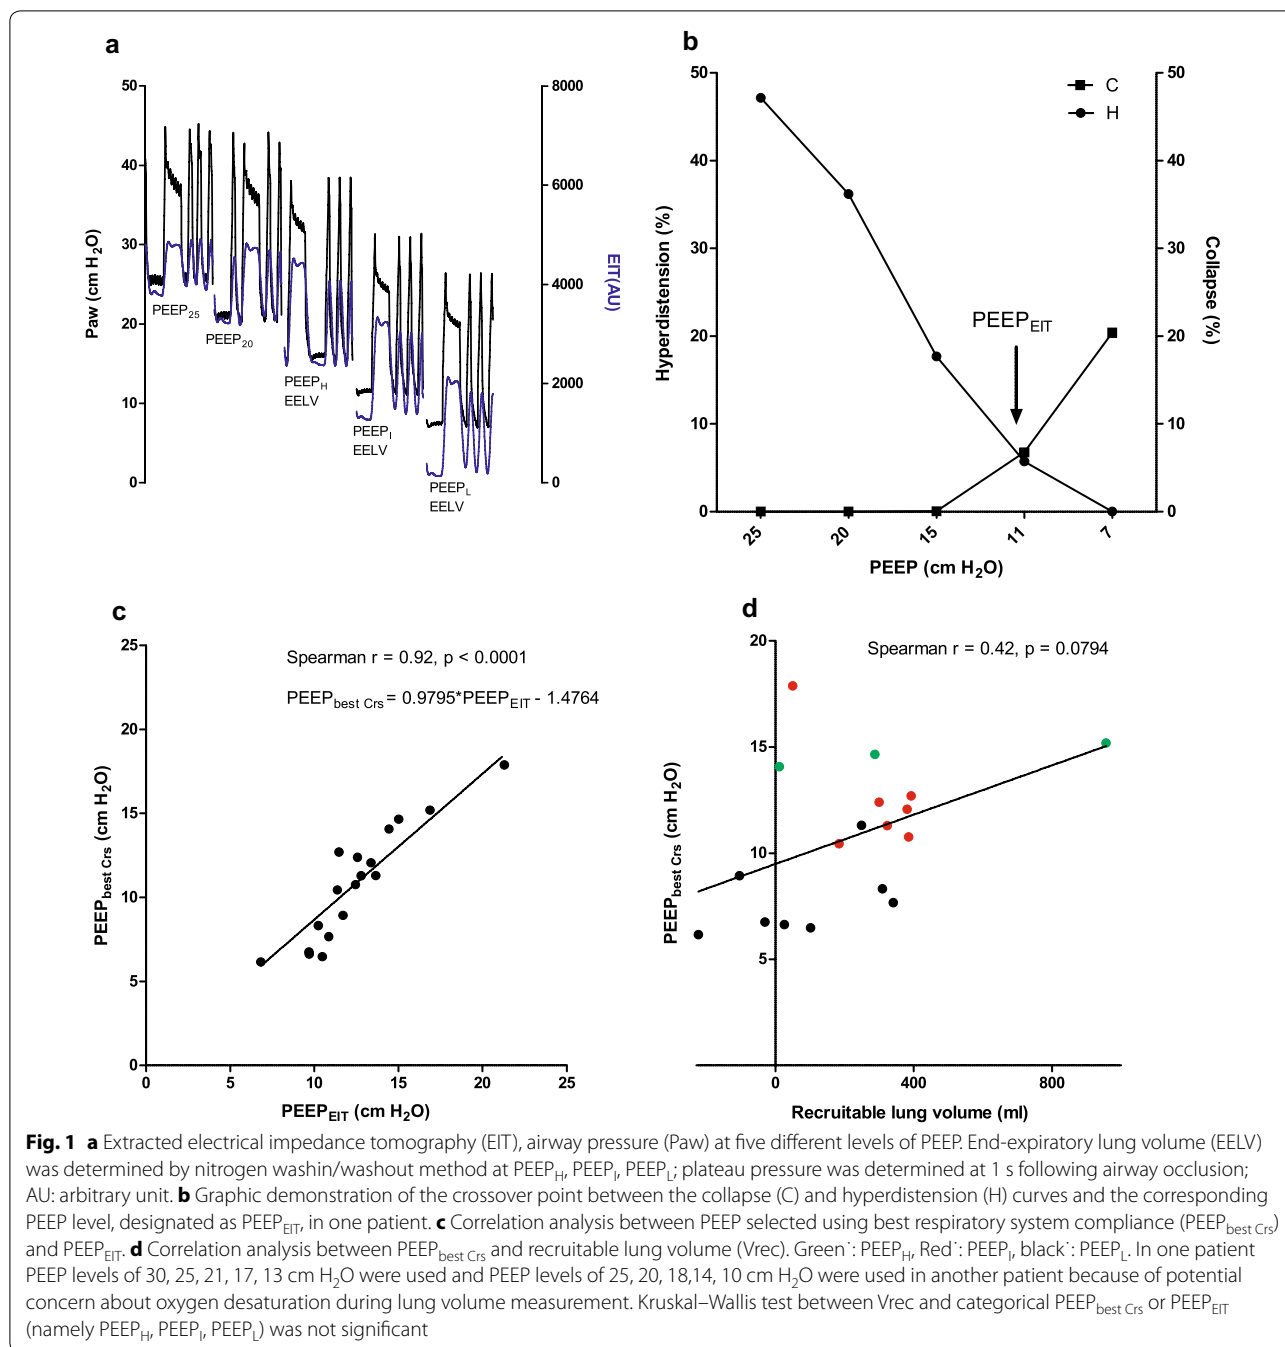 a
50
40
30
20
10
0
Paw (cm H2O)
8000
6000
4000
2000
0
EIT(AU)
PEEP25
PEEP20
PEEPH
EELV
PEEPI
EELV
PEEPL
EELV
b
50
40
30
20
10
0
Hyperdistension (%)
50
40
30
20
10
0
Collapse (%)
C
H
PEEPEIT
25 20 15 11 7
PEEP (cm H2O)
c
25
20
15
10
5
0
PEEPbest Crs (cm H2O)
Spearman r = 0.92, p < 0.0001
PEEPbest Crs = 0.9795*PEEPEIT - 1.4764
0 5 10 15 20 25
PEEPEIT (cm H2O)
d
20
15
10
5
PEEPbest Crs (cm H2O)
Spearman r = 0.42, p = 0.0794
0 400 800
Recruitable lung volume (ml)
Fig. 1 a Extracted electrical impedance tomography (EIT), airway pressure (Paw) at five different levels of PEEP. End-expiratory lung volume (EELV)
was determined by nitrogen washin/washout method at PEEPH, PEEPI, PEEPL; plateau pressure was determined at 1 s following airway occlusion;
AU: arbitrary unit. b Graphic demonstration of the crossover point between the collapse (C) and hyperdistension (H) curves and the corresponding
PEEP level, designated as PEEPEIT, in one patient. c Correlation analysis between PEEP selected using best respiratory system compliance (PEEPbest Crs)
and PEEPEIT. d Correlation analysis between PEEPbest Crs and recruitable lung volume (Vrec). Green˙: PEEPH, Red˙: PEEPI, black˙: PEEPL. In one patient
PEEP levels of 30, 25, 21, 17, 13 cm H2O were used and PEEP levels of 25, 20, 18,14, 10 cm H2O were used in another patient because of potential
concern about oxygen desaturation during lung volume measurement. Kruskal–Wallis test between Vrec and categorical PEEPbest Crs or PEEPEIT
(namely PEEPH, PEEPI, PEEPL) was not significant